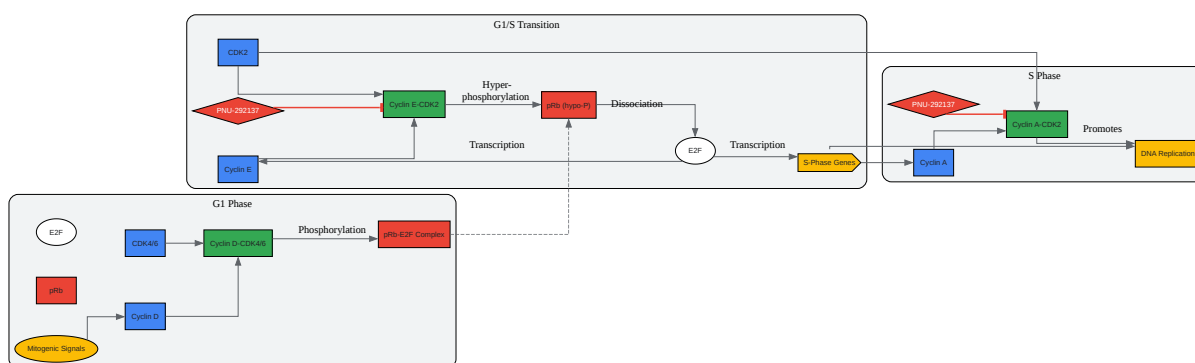 G1/S Transition
CDK2
PNU-292137
Cyclin E-CDK2
Hyper-
phosphorylation
pRb (hypo-P)
Dissociation
E2F
Transcription
Transcription
Cyclin E
S-Phase Genes
S Phase
PNU-292137
Cyclin A-CDK2
Promotes
DNA Replication
Cyclin A
G1 Phase
E2F
CDK4/6
Cyclin D-CDK4/6
Phosphorylation
pRb-E2F Complex
pRb
Cyclin D
Mitogenic Signals